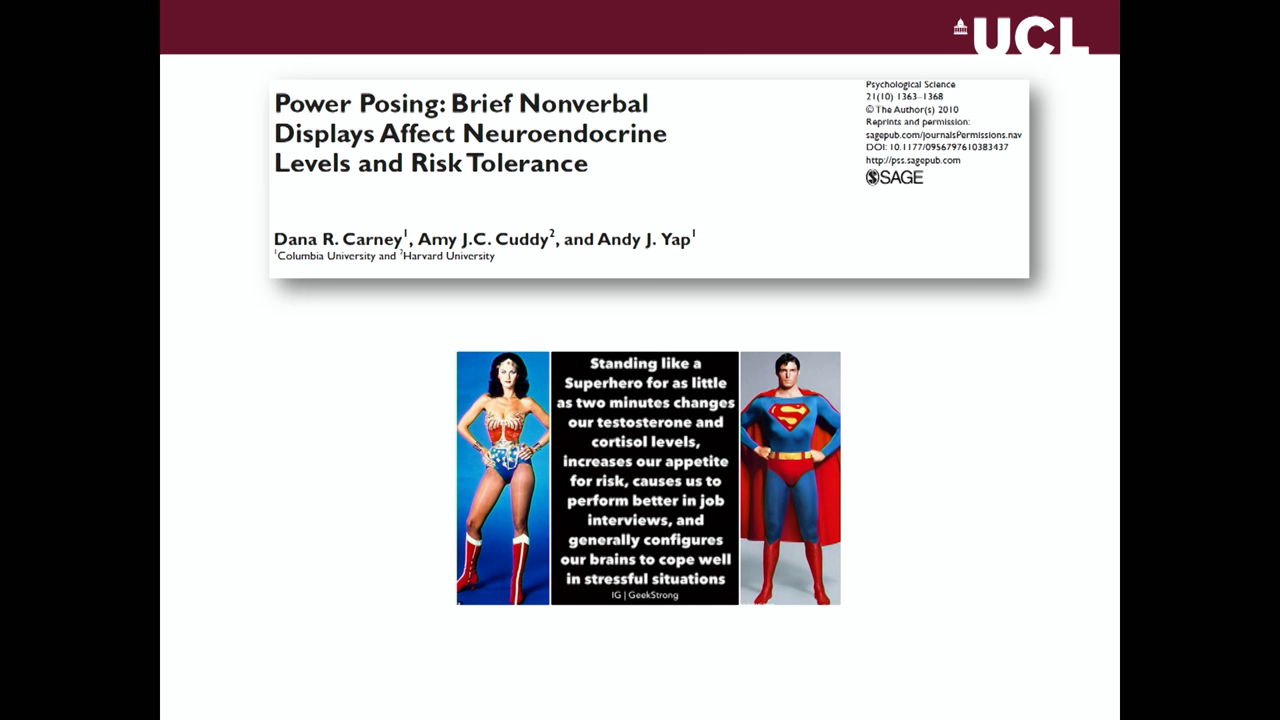 UCL
Power Posing: Brief Nonverbal
Displays Affect Neuroendocrine
Levels and Risk Tolerance
Dana R. Carney1, Amy J.C. Cuddy2, and Andy J. Yap1
1Columbia University and 2Harvard University
Psychological Science
21(10) 1363–1368
© The Author(s) 2010
Reprints and permission:
sagepub.com/journalsPermissions.nav
DOI: 10.1177/0956797610383437
http://pss.sagepub.com
SAGE
Standing like a
Superhero for as little
as two minutes changes
our testosterone and
cortisol levels,
increases our appetite
for risk, causes us to
perform better in job
interviews, and
generally configures
our brains to cope well
in stressful situations
IG | GeekStrong